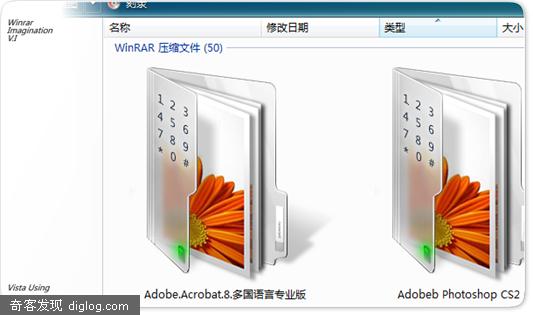 刻录
Winrar
Imagination
V.I
名称 修改日期 类型 大小
WinRAR 压缩文件 (50)
1 2 3
4 5 6
7 8 9
* 0 #
1 2 3
4 5 6
7 8 9
* 0 #
Adobe.Acrobat.8.多国语言专业版
Adobeb Photoshop CS2
Vista Using
奇客发现 diglog.com